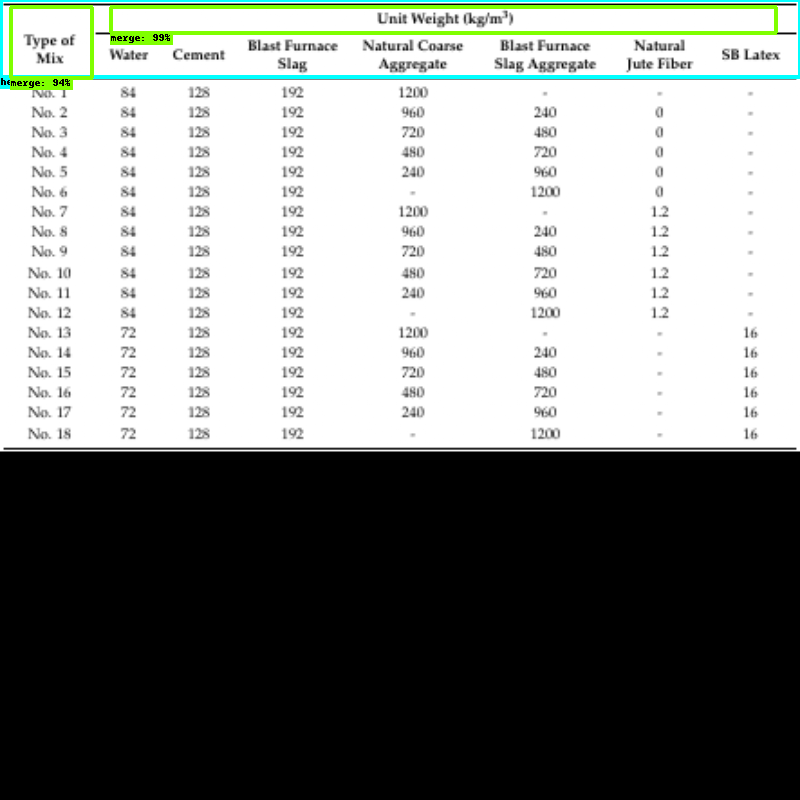 Unit Weight (kg/m³)
merge: 99%
Type of Mix Water Cement Blast Furnace Slag Natural Coarse Aggregate Blast Furnace Slag Aggregate Natural Jute Fiber SB Latex
merge: 94%
No. 1 84 128 192 1200 - - -
No. 2 84 128 192 960 240 0 -
No. 3 84 128 192 720 480 0 -
No. 4 84 128 192 480 720 0 -
No. 5 84 128 192 240 960 0 -
No. 6 84 128 192 - 1200 0 -
No. 7 84 128 192 1200 - 1.2 -
No. 8 84 128 192 960 240 1.2 -
No. 9 84 128 192 720 480 1.2 -
No. 10 84 128 192 480 720 1.2 -
No. 11 84 128 192 240 960 1.2 -
No. 12 84 128 192 - 1200 1.2 -
No. 13 72 128 192 1200 - - 16
No. 14 72 128 192 960 240 - 16
No. 15 72 128 192 720 480 - 16
No. 16 72 128 192 480 720 - 16
No. 17 72 128 192 240 960 - 16
No. 18 72 128 192 - 1200 - 16